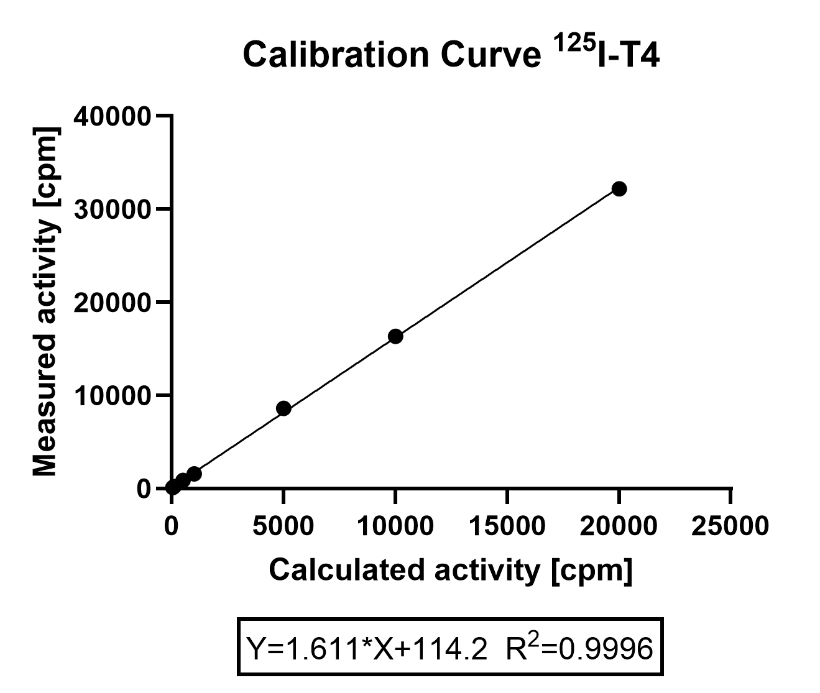 Calibration Curve ¹²⁵I-T4
40000
30000
20000
10000
0
Measured activity [cpm]
0 5000 10000 15000 20000 25000
Calculated activity [cpm]
Y=1.611*X+114.2 R²=0.9996